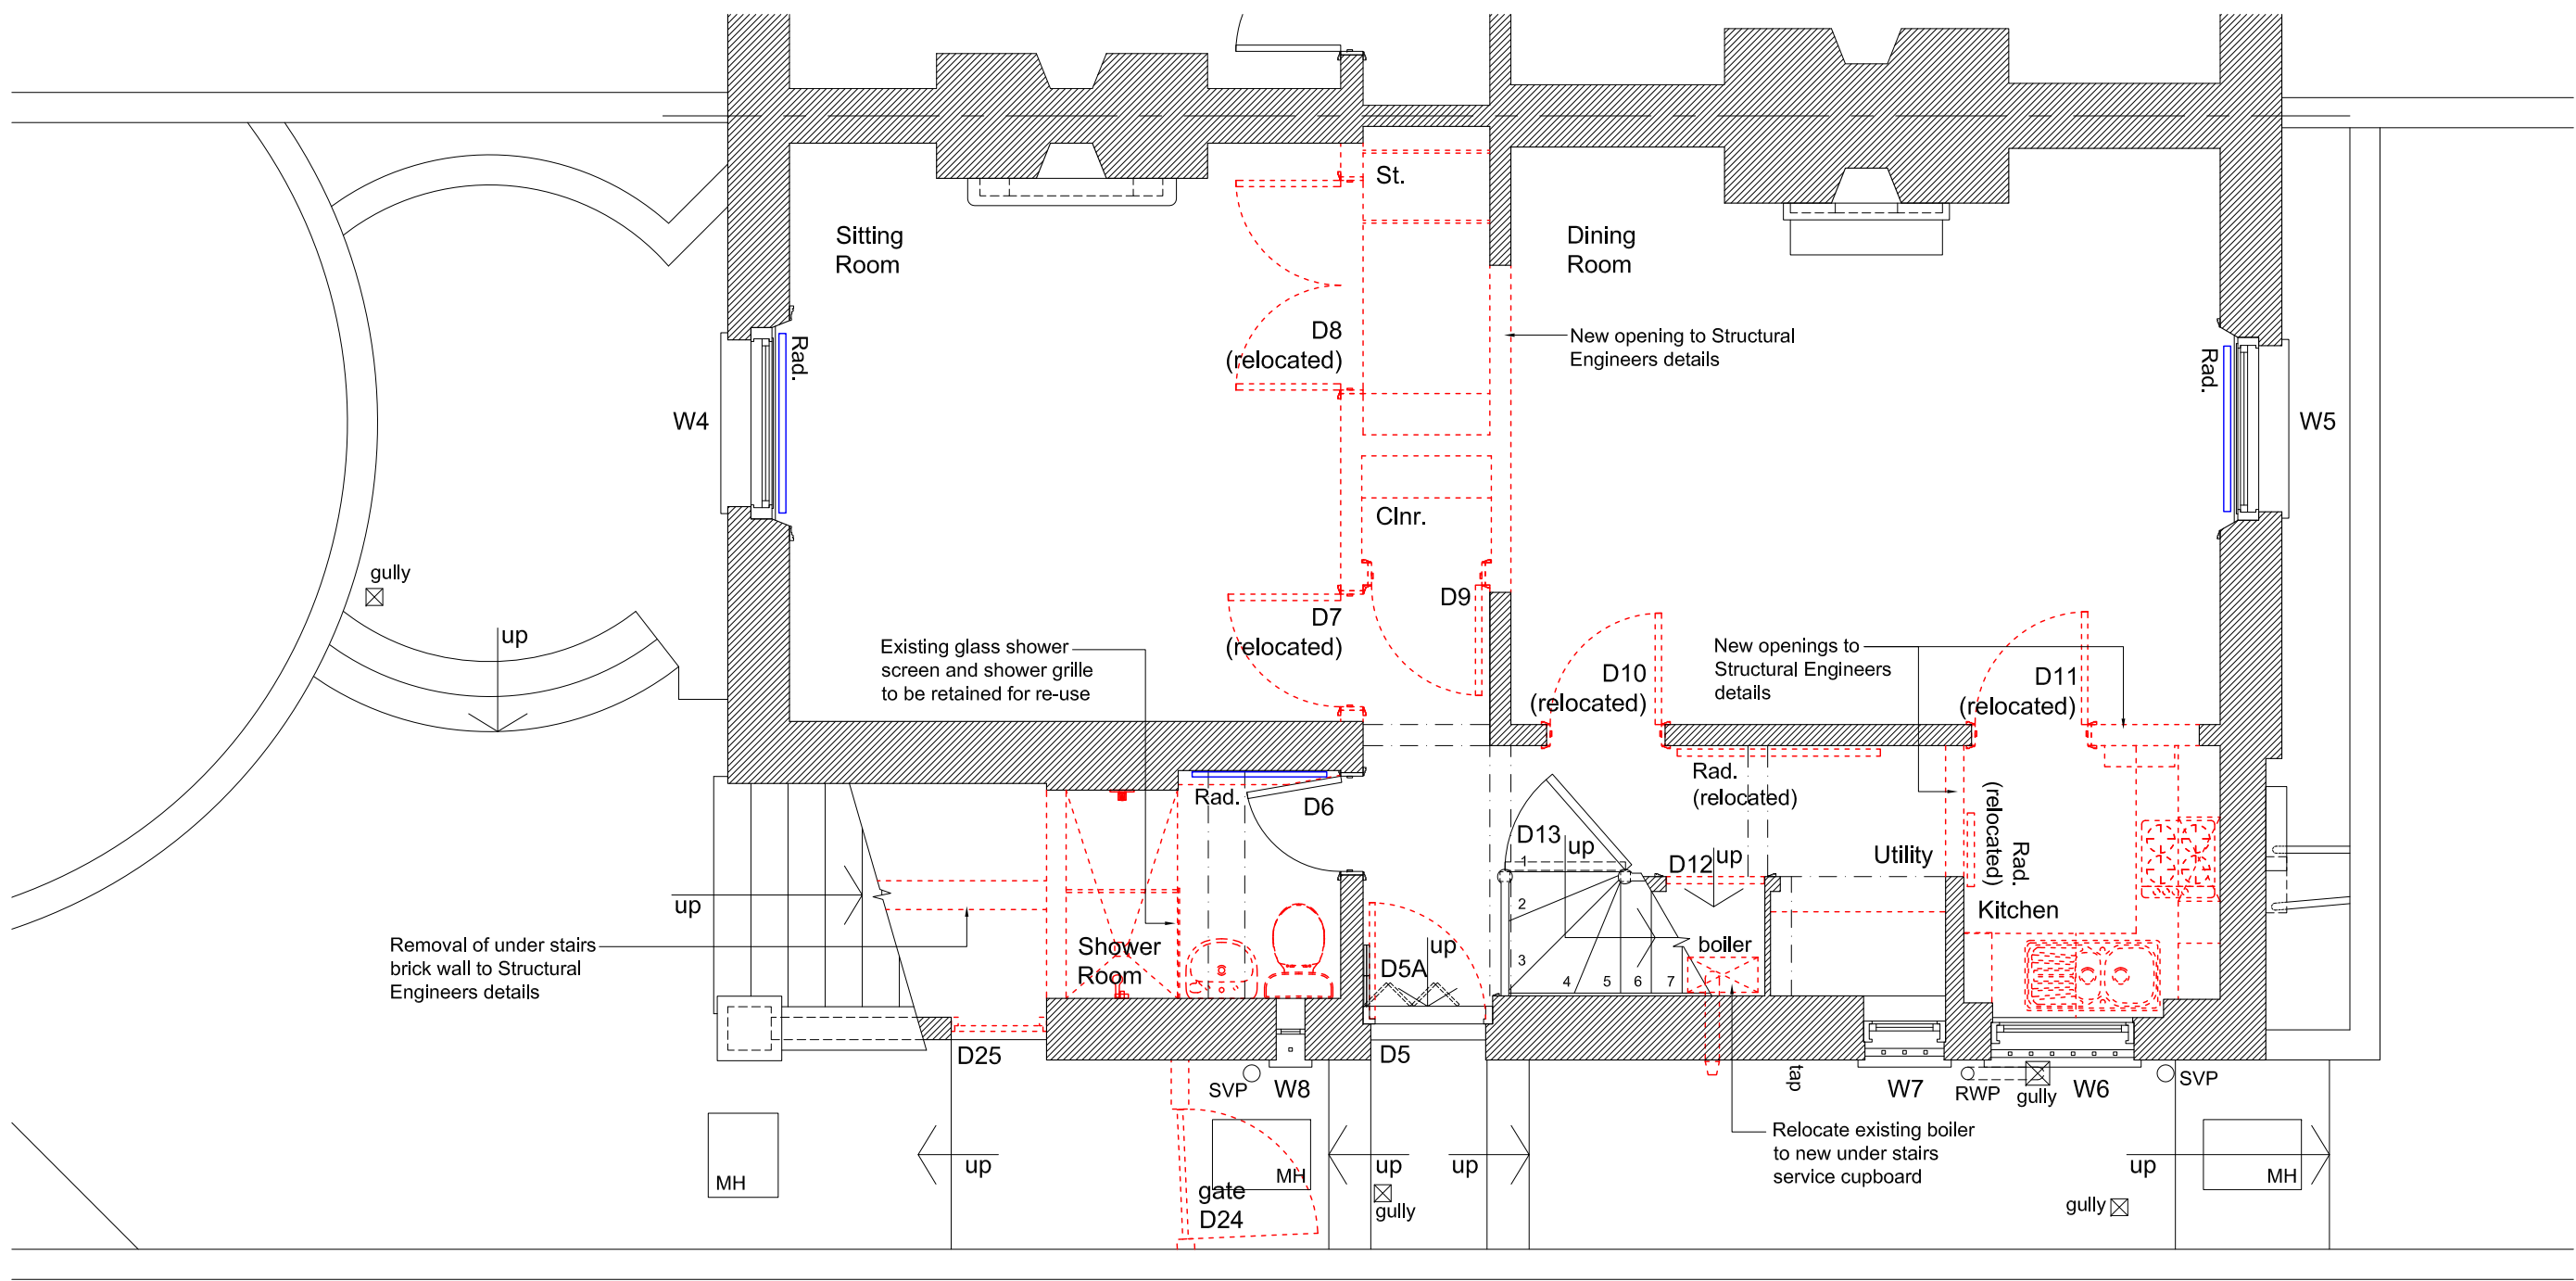 St.
Sitting
Room
Dining
Room
D8
(relocated)
New opening to Structural
Engineers details
Rad.
Rad.
W4
W5
Clnr.
gully
D9
D7
(relocated)
up
Existing glass shower
screen and shower grille
to be retained for re-use
New openings to
Structural Engineers
details
D10
(relocated)
D11
(relocated)
Rad.
D6
Rad.
(relocated)
Rad.
(relocated)
D13
up
D12
up
Utility
1
2
3
4
5
6
7
up
Kitchen
Removal of under stairs
brick wall to Structural
Engineers details
Shower
Room
up
D5A
boiler
D25
D5
SVP
W8
tap
W7
RWP
gully
W6
SVP
Relocate existing boiler
to new under stairs
service cupboard
up
up
up
up
MH
MH
MH
gate
D24
gully
gully